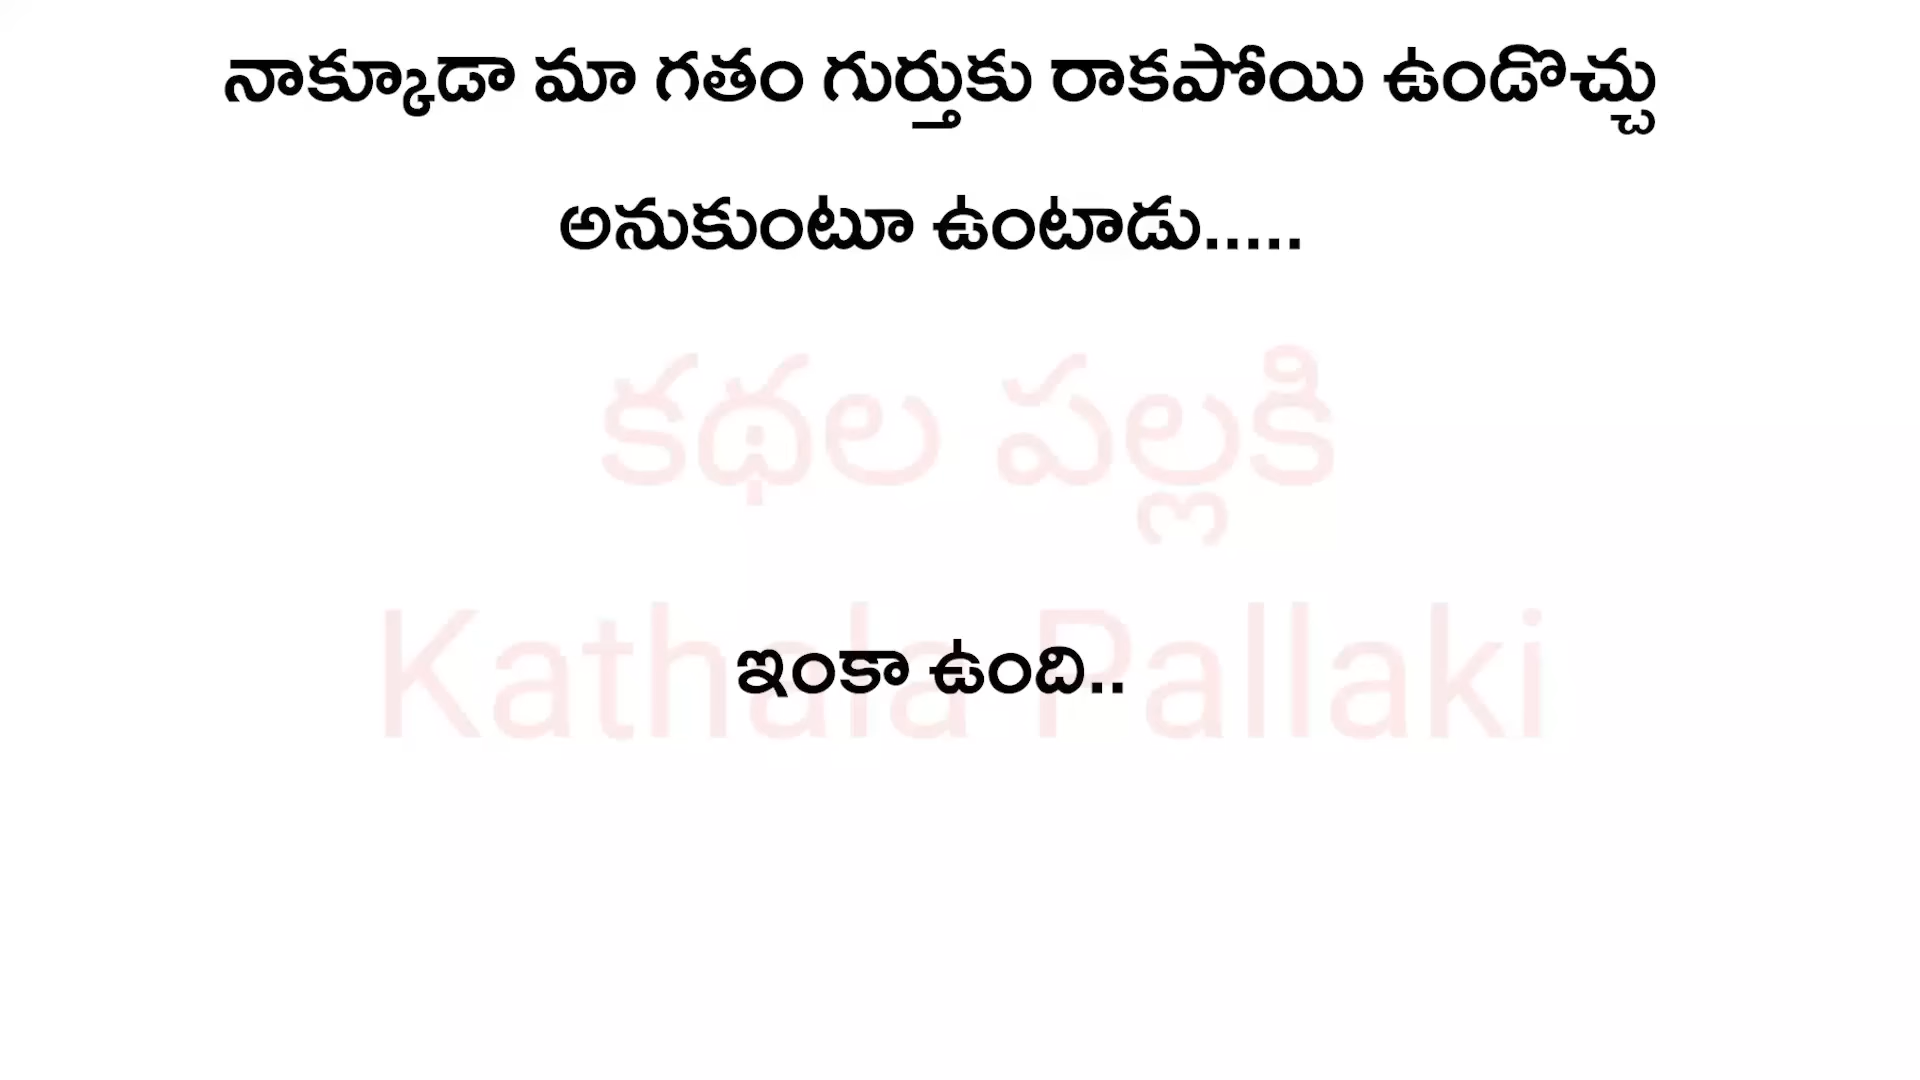 నాక్కూడా మా గతం గుర్తుకు రాకపోయి ఉండొచ్చు
అనుకుంటూ ఉంటాడు.....
కథల పల్లకి
Kathala Pallaki
ఇంకా ఉంది..